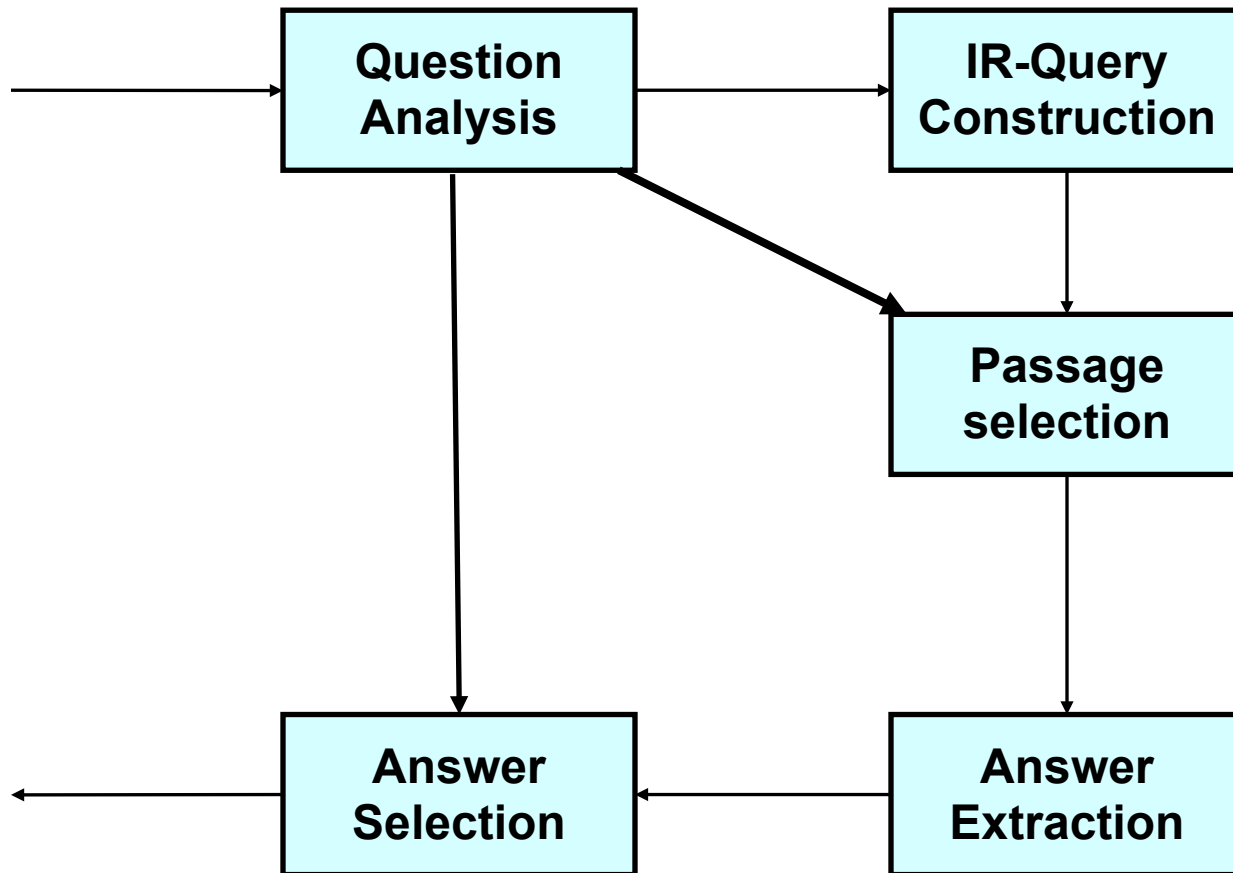 Question
Analysis
IR-Query
Construction
Passage
selection
Answer
Selection
Answer
Extraction